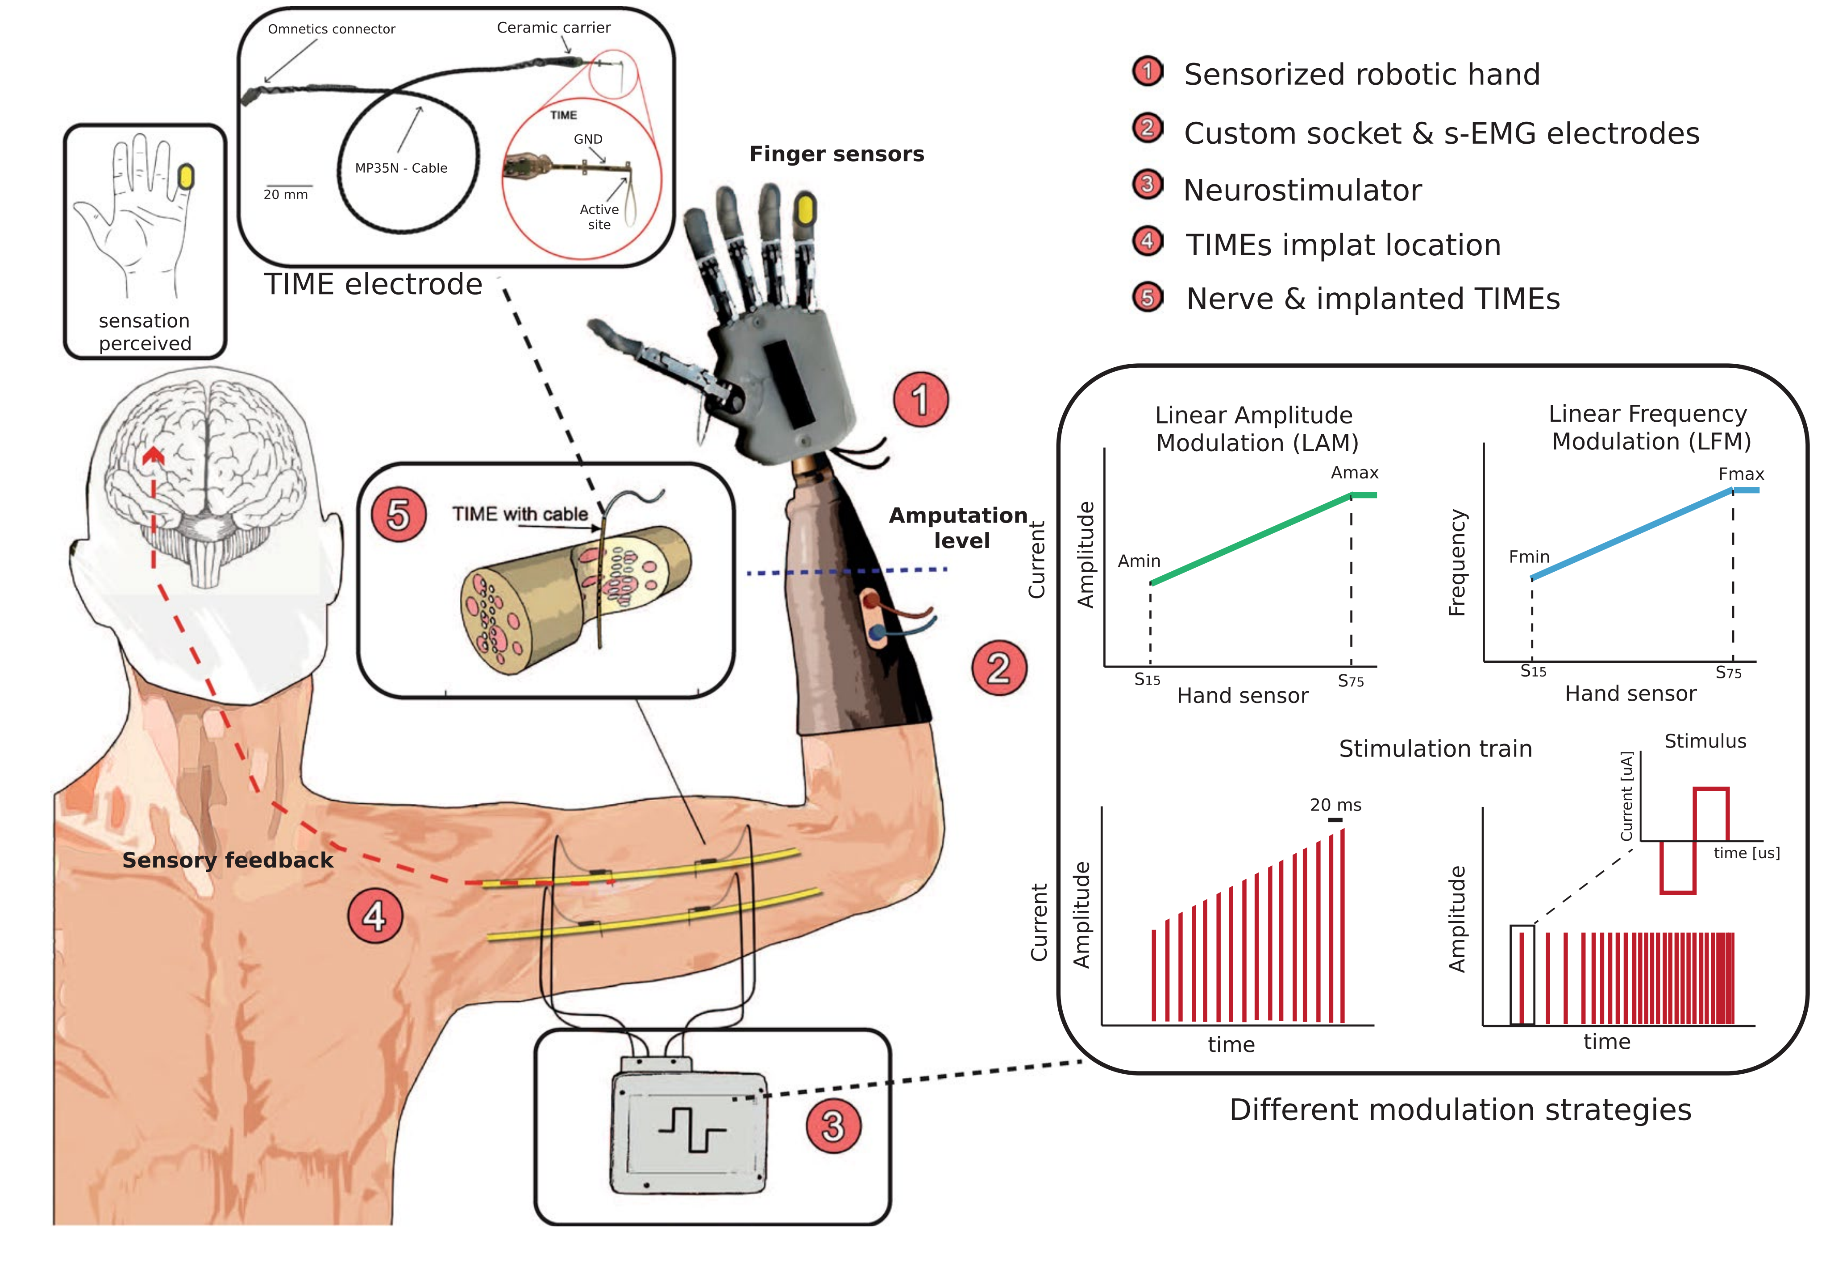 Omnetics connector
Ceramic carrier
TIME
GND
MP35N - Cable
20 mm
Active
site
TIME electrode
sensation
perceived
Finger sensors
1 Sensorized robotic hand
2 Custom socket & s-EMG electrodes
3 Neurostimulator
4 TIMEs implat location
5 Nerve & implanted TIMEs
1
5
TIME with cable
Amputation
level
2
Sensory feedback
4
3
Linear Amplitude
Modulation (LAM)
Amax
Amin
Current
Amplitude
S15
S75
Hand sensor
Linear Frequency
Modulation (LFM)
Fmax
Fmin
Frequency
S15
S75
Hand sensor
Stimulation train
20 ms
Current
Amplitude
time
Stimulus
Current [uA]
time [us]
Amplitude
time
Different modulation strategies